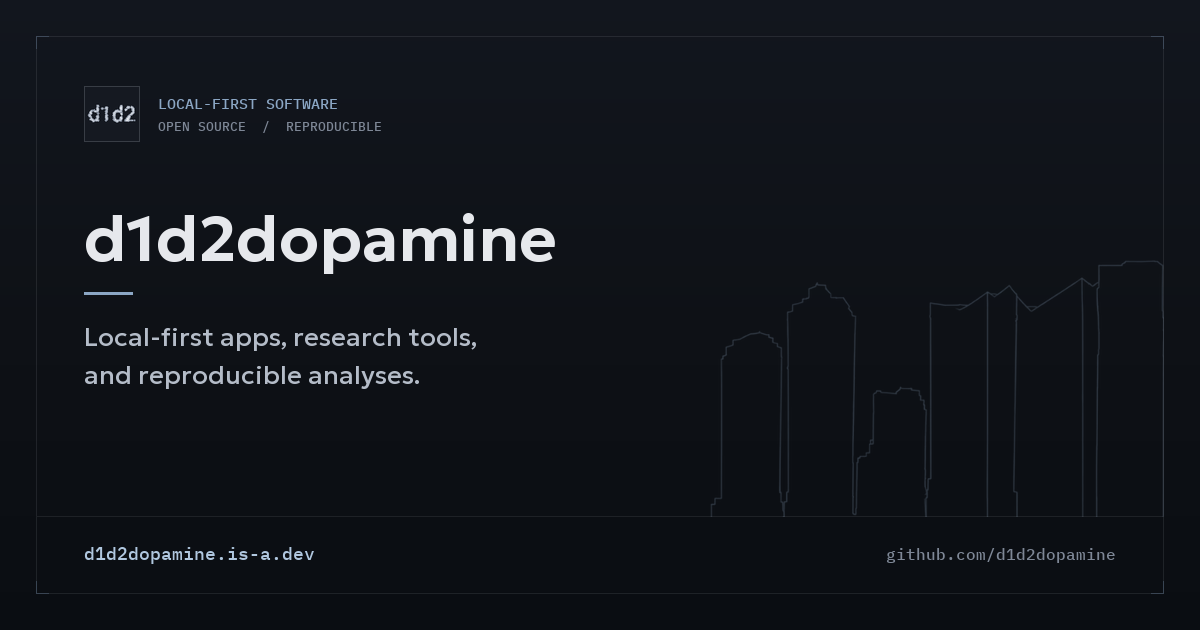 d1d2
LOCAL-FIRST SOFTWARE
OPEN SOURCE / REPRODUCIBLE
d1d2dopamine
Local-first apps, research tools,
and reproducible analyses.
d1d2dopamine.is-a.dev
github.com/d1d2dopamine